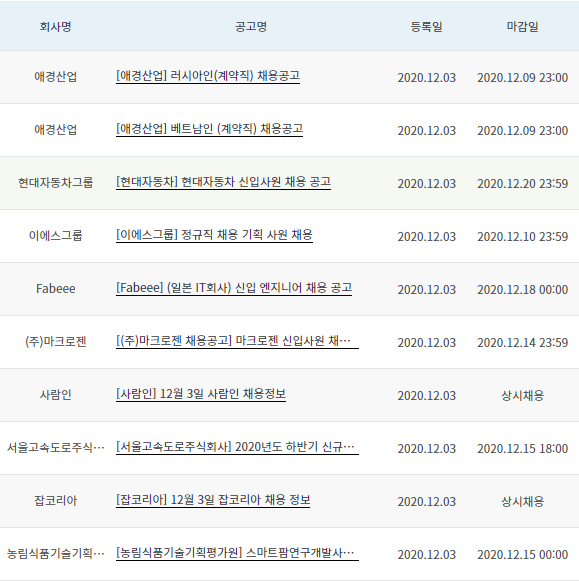 회사명 공고명 등록일 마감일
애경산업 [애경산업] 러시아인(계약직) 채용공고 2020.12.03 2020.12.09 23:00
애경산업 [애경산업] 베트남인 (계약직) 채용공고 2020.12.03 2020.12.09 23:00
현대자동차그룹 [현대자동차] 현대자동차 신입사원 채용 공고 2020.12.03 2020.12.20 23:59
이에스그룹 [이에스그룹] 정규직 채용 기획 사원 채용 2020.12.03 2020.12.10 23:59
Fabeee [Fabeee] (일본 IT회사) 신입 엔지니어 채용 공고 2020.12.03 2020.12.18 00:00
(주)마크로젠 [(주)마크로젠 채용공고] 마크로젠 신입사원 채… 2020.12.03 2020.12.14 23:59
사람인 [사람인] 12월 3일 사람인 채용정보 2020.12.03 상시채용
서울고속도로주식… [서울고속도로주식회사] 2020년도 하반기 신규… 2020.12.03 2020.12.15 18:00
잡코리아 [잡코리아] 12월 3일 잡코리아 채용 정보 2020.12.03 상시채용
농림식품기술기획… [농림식품기술기획평가원] 스마트팜연구개발사… 2020.12.03 2020.12.15 00:00